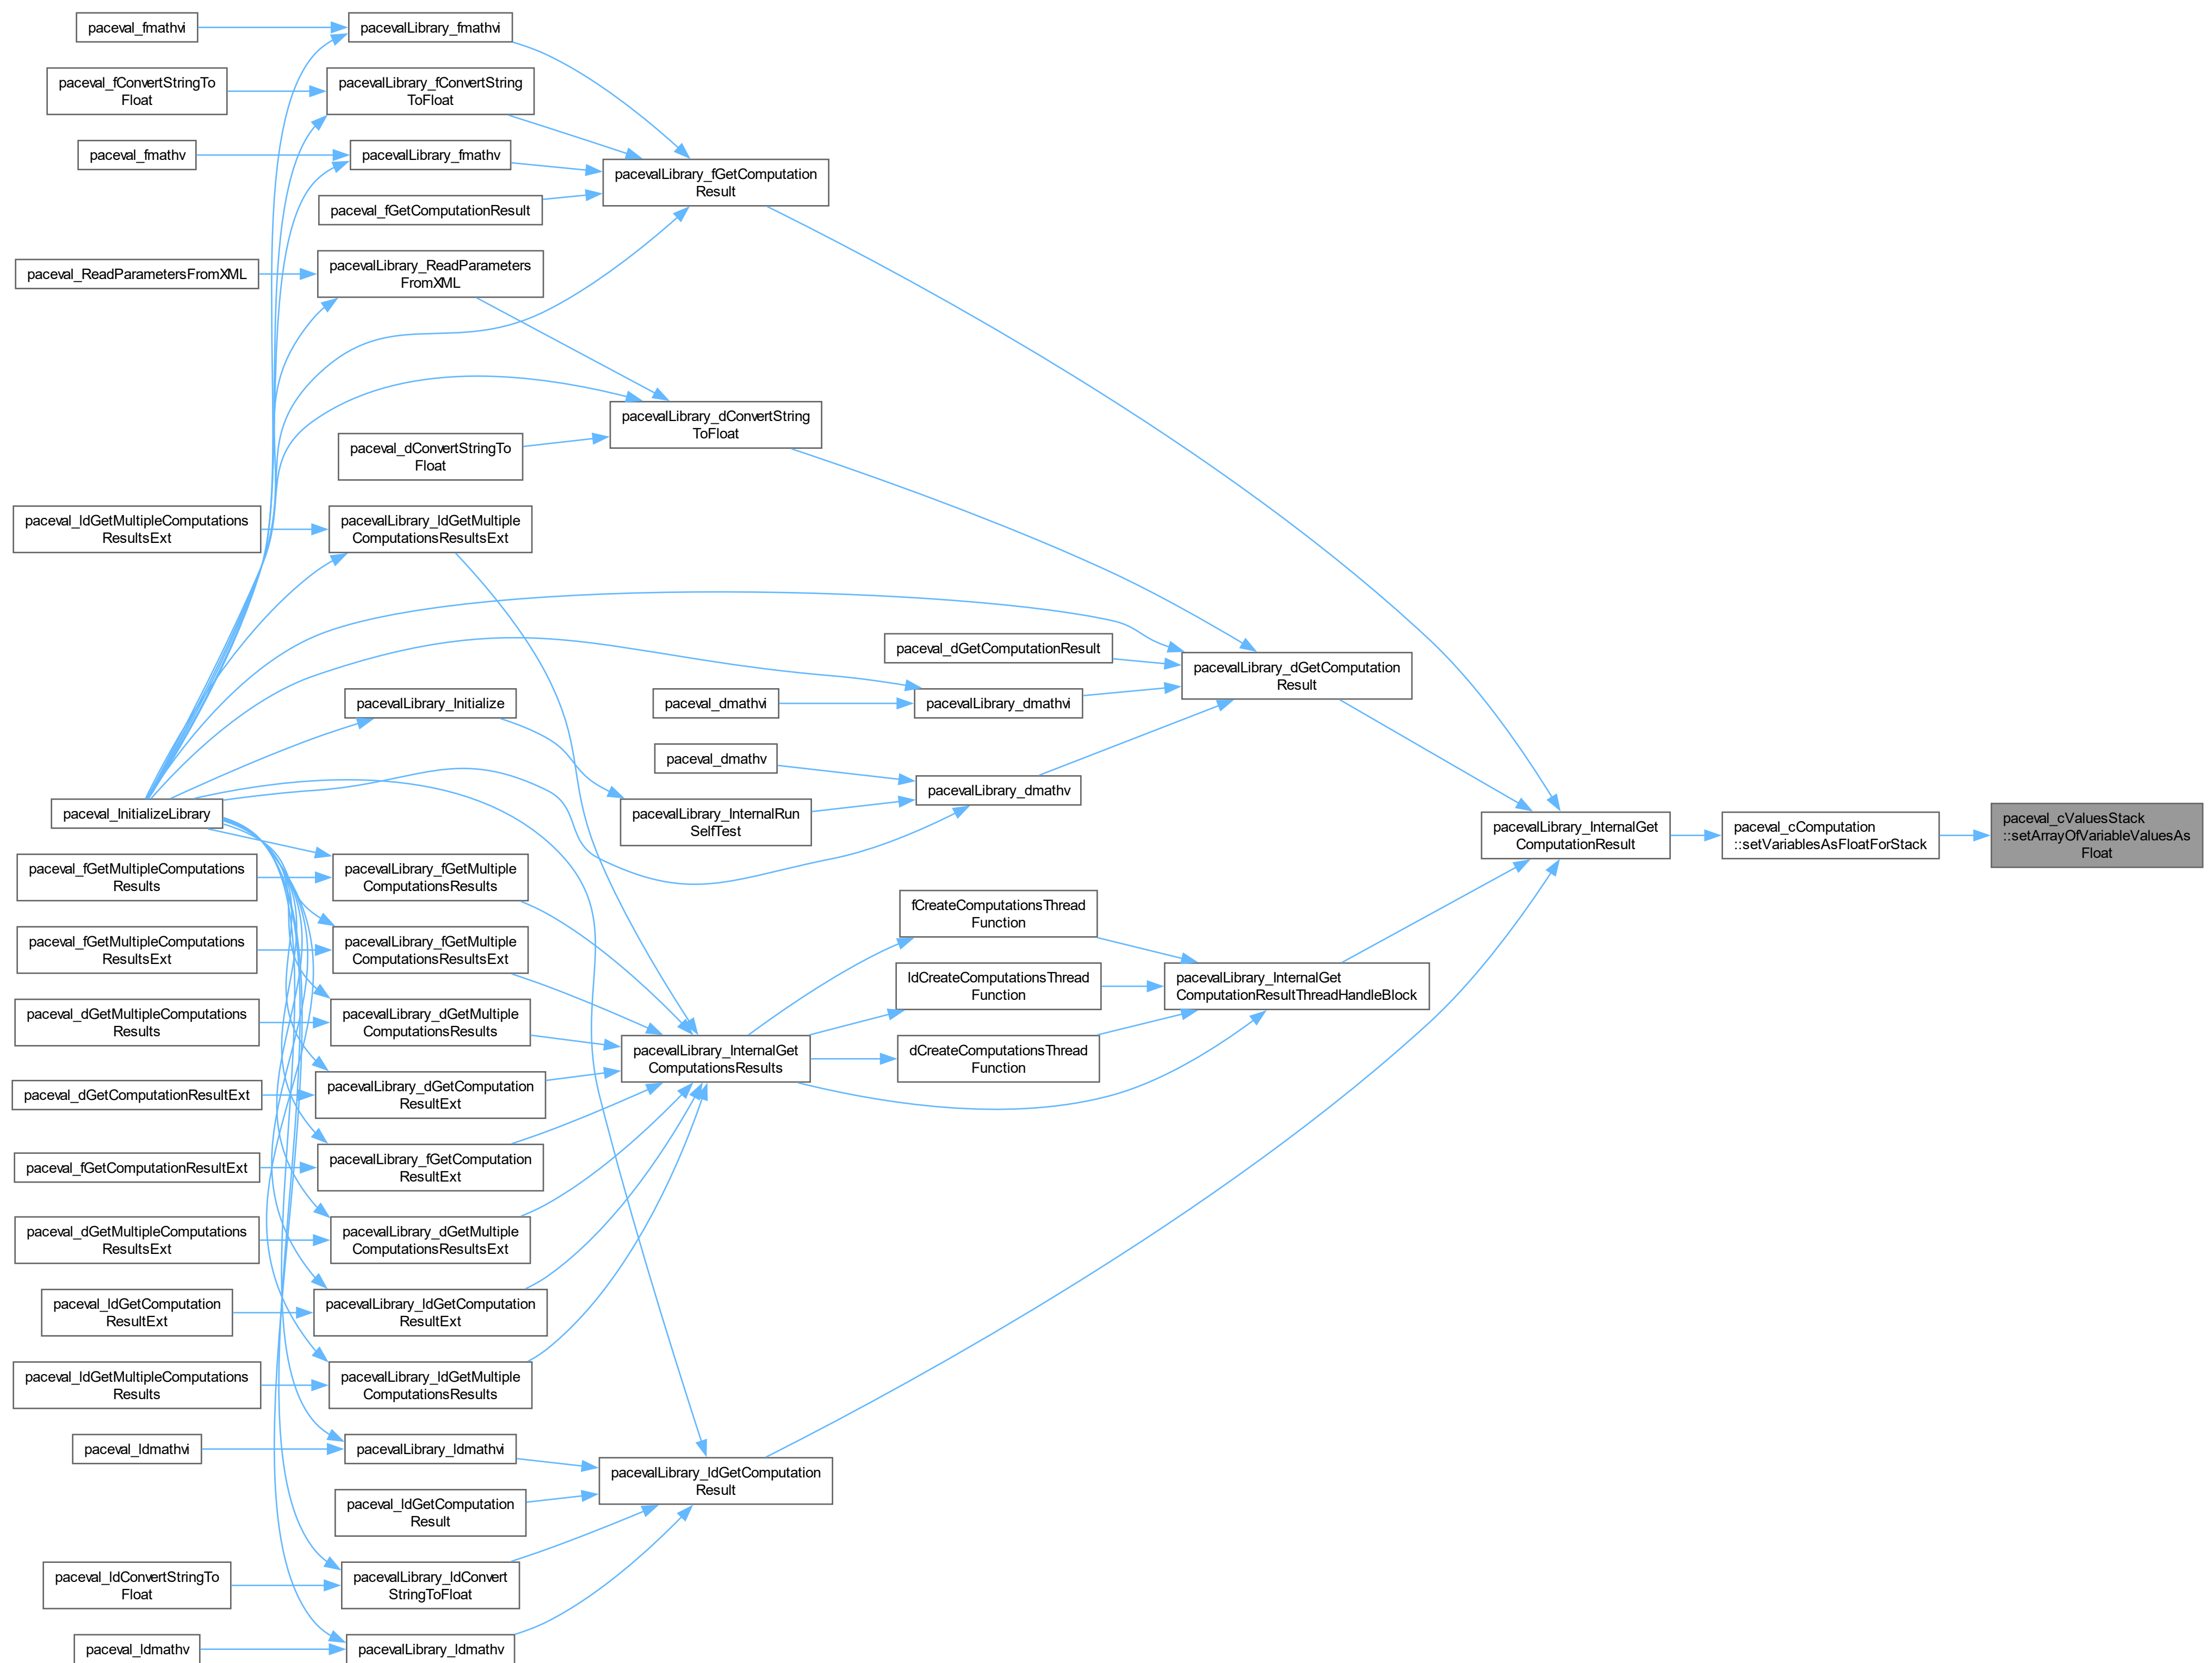 paceval_fmathvi
pacevalLibrary_fmathvi
paceval_fConvertStringTo
Float
pacevalLibrary_fConvertString
ToFloat
paceval_fmathv
pacevalLibrary_fmathv
pacevalLibrary_fGetComputation
Result
paceval_fGetComputationResult
paceval_ReadParametersFromXML
pacevalLibrary_ReadParameters
FromXML
pacevalLibrary_dConvertString
ToFloat
paceval_dConvertStringTo
Float
paceval_ldGetMultipleComputations
ResultsExt
pacevalLibrary_ldGetMultiple
ComputationsResultsExt
paceval_dGetComputationResult
pacevalLibrary_dGetComputation
Result
pacevalLibrary_Initialize
paceval_dmathvi
pacevalLibrary_dmathvi
paceval_dmathv
pacevalLibrary_dmathv
paceval_InitializeLibrary
pacevalLibrary_InternalRun
SelfTest
pacevalLibrary_InternalGet
ComputationResult
paceval_cComputation
::setVariablesAsFloatForStack
paceval_cValuesStack
::setArrayOfVariableValuesAs
Float
paceval_fGetMultipleComputations
Results
pacevalLibrary_fGetMultiple
ComputationsResults
fCreateComputationsThread
Function
paceval_fGetMultipleComputations
ResultsExt
pacevalLibrary_fGetMultiple
ComputationsResultsExt
ldCreateComputationsThread
Function
pacevalLibrary_InternalGet
ComputationResultThreadHandleBlock
paceval_dGetMultipleComputations
Results
pacevalLibrary_dGetMultiple
ComputationsResults
pacevalLibrary_InternalGet
ComputationsResults
dCreateComputationsThread
Function
paceval_dGetComputationResultExt
pacevalLibrary_dGetComputation
ResultExt
paceval_fGetComputationResultExt
pacevalLibrary_fGetComputation
ResultExt
paceval_dGetMultipleComputations
ResultsExt
pacevalLibrary_dGetMultiple
ComputationsResultsExt
paceval_ldGetComputation
ResultExt
pacevalLibrary_ldGetComputation
ResultExt
paceval_ldGetMultipleComputations
Results
pacevalLibrary_ldGetMultiple
ComputationsResults
paceval_ldmathvi
pacevalLibrary_ldmathvi
pacevalLibrary_ldGetComputation
Result
paceval_ldGetComputation
Result
paceval_ldConvertStringTo
Float
pacevalLibrary_ldConvert
StringToFloat
paceval_ldmathv
pacevalLibrary_ldmathv